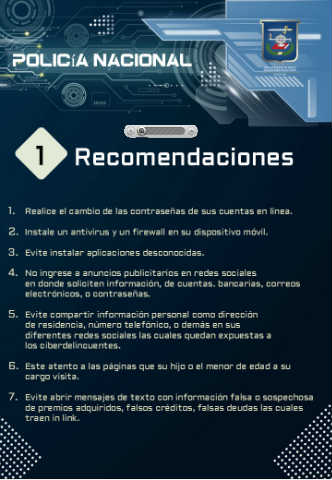 POLICÍA NACIONAL
1 Recomendaciones
1. Realice el cambio de las contraseñas de sus cuentas en línea.
2. Instale un antivirus y un firewall en su dispositivo móvil.
3. Evite instalar aplicaciones desconocidas.
4. No ingrese a anuncios publicitarios en redes sociales
en donde soliciten información, de cuentas. bancarias, correos
electrónicos, o contraseñas.
5. Evite compartir información personal como dirección
de residencia, número telefónico, o demás en sus
diferentes redes sociales las cuales quedan expuestas a
los ciberdelincuentes.
6. Este atento a las páginas que su hijo o el menor de edad a su
cargo visita.
7. Evite abrir mensajes de texto con información falsa o sospechosa
de premios adquiridos, falsos créditos, falsas deudas las cuales
traen in link.